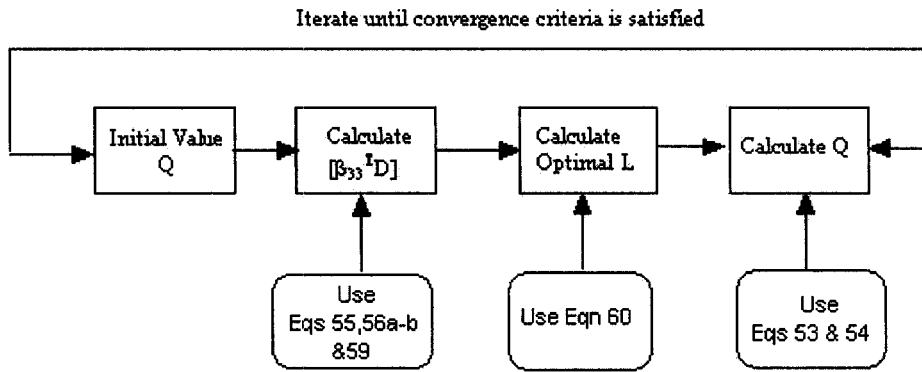 Iterate until convergence criteria is satisfied
Initial Value
Q
Calculate
[β₃₃ᴵD]
Calculate
Optimal L
Calculate Q
Use
Eqs 55,56a-b
&59
Use Eqn 60
Use
Eqs 53 & 54